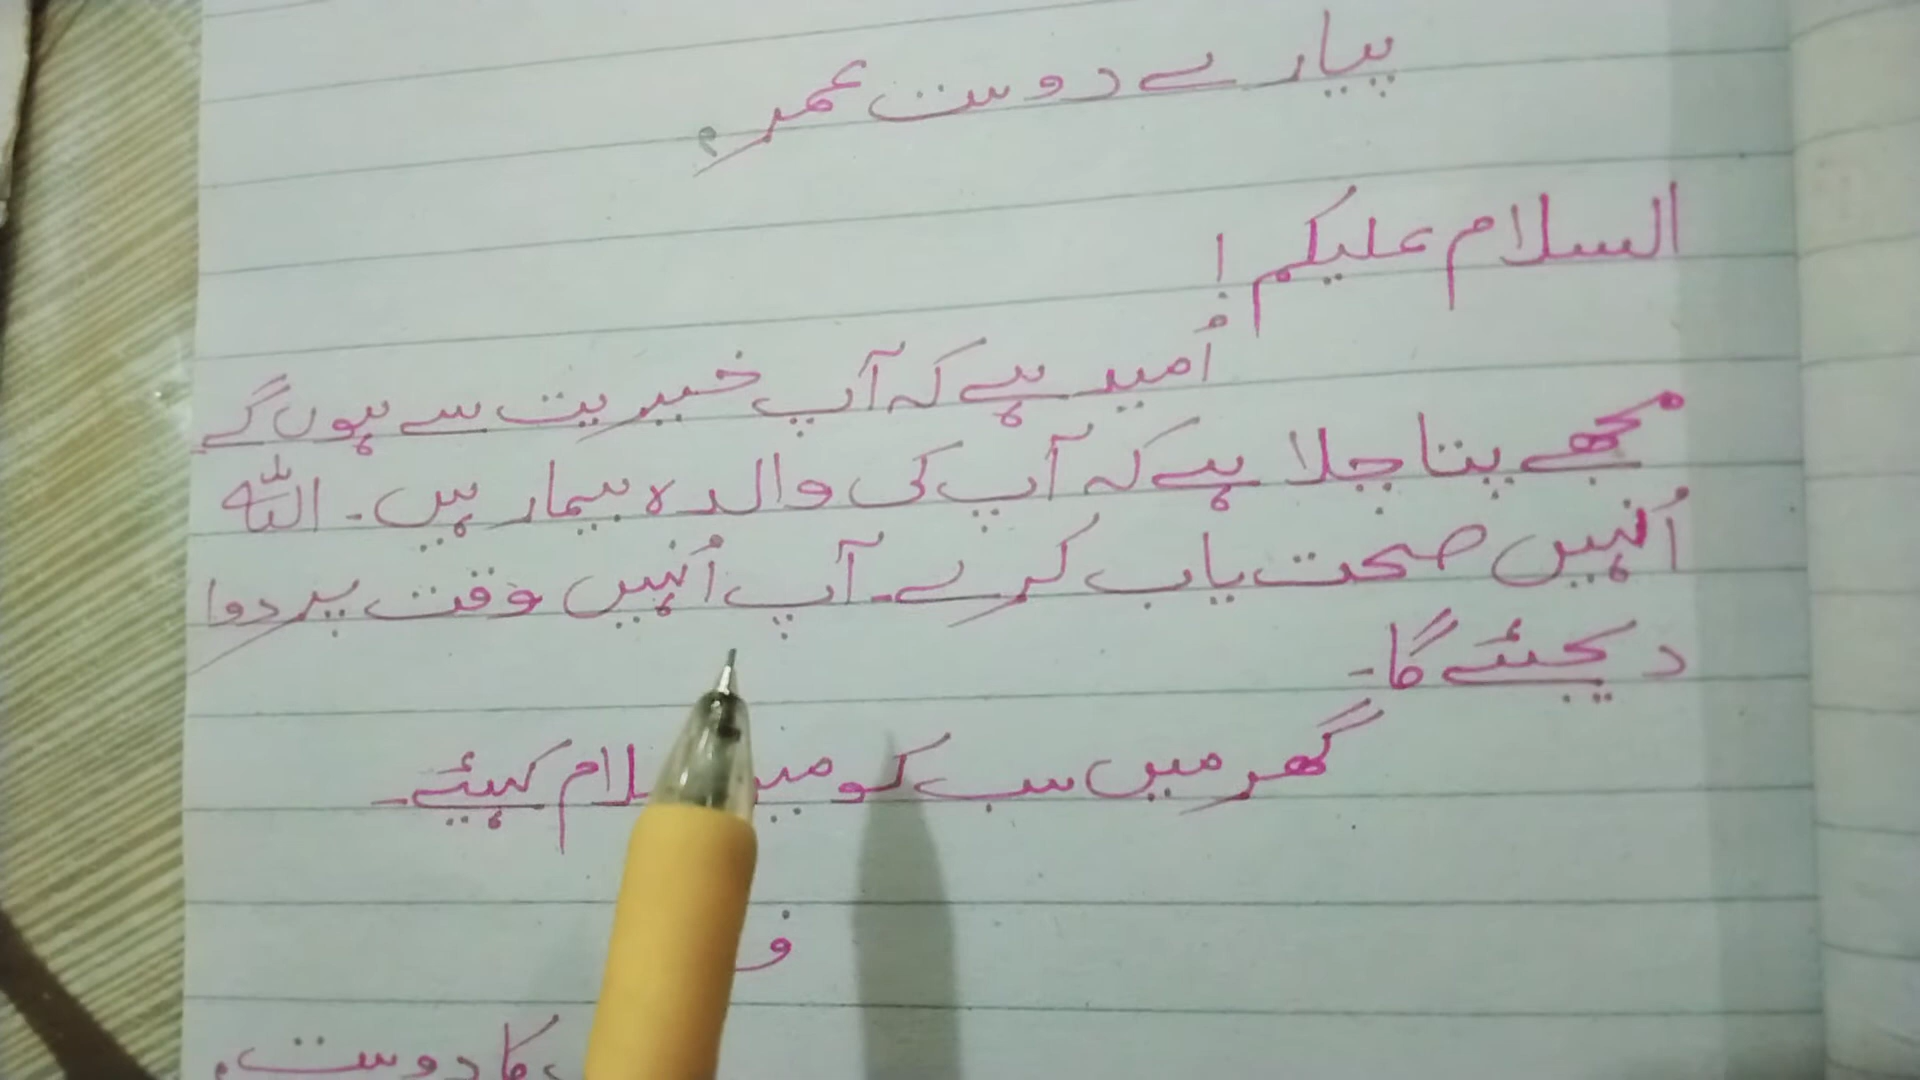 پیارے دوست عمر،
السلام علیکم!
اُمید ہے کہ آپ خیریت سے ہوں گے
مجھے پتا چلا ہے کہ آپ کی والدہ بیمار ہیں۔ اللّٰہ
اُنہیں صحت یاب کرے۔ آپ اُنہیں وقت پر دوا
دیجئے گا۔
گھر میں سب کو کہیئے۔
کا دوست،